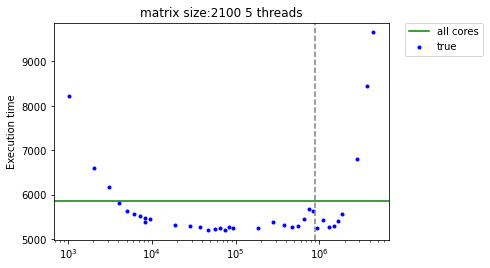 matrix size:2100 5 threads
all cores
true
Execution time
9000
8000
7000
6000
5000
10³
10⁴
10⁵
10⁶